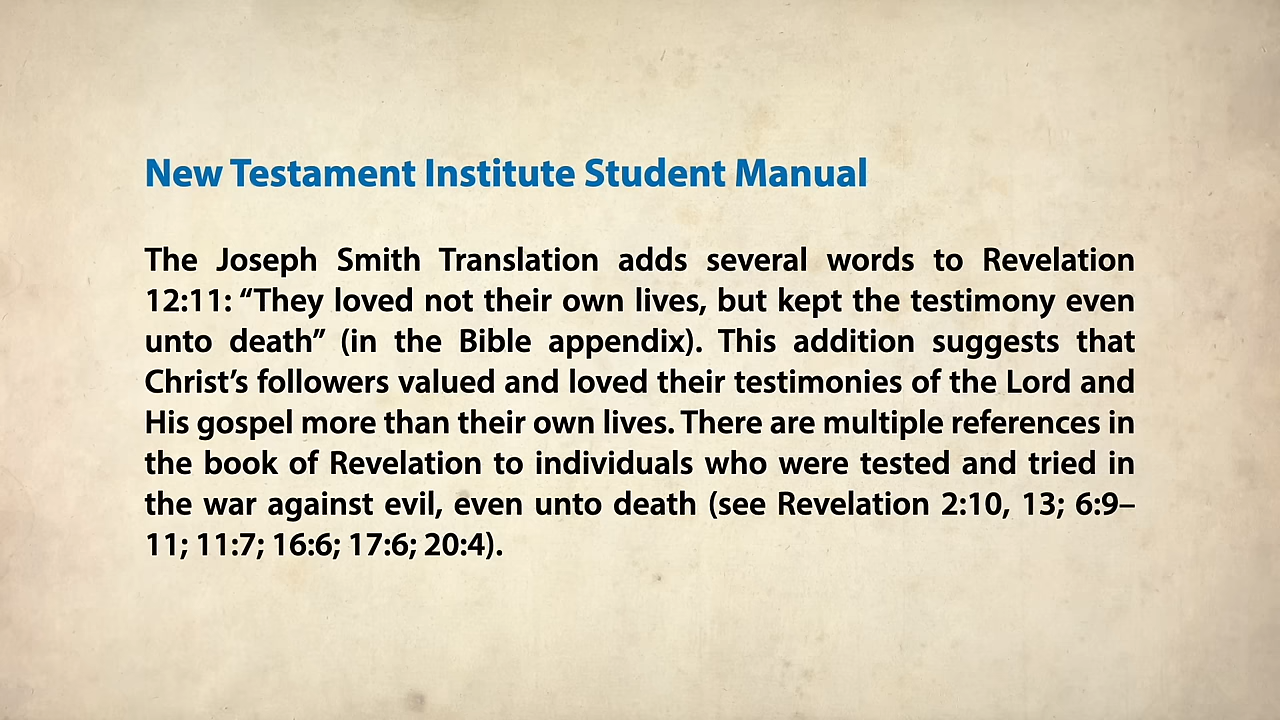 New Testament Institute Student Manual
The Joseph Smith Translation adds several words to Revelation
12:11: “They loved not their own lives, but kept the testimony even
unto death” (in the Bible appendix). This addition suggests that
Christ’s followers valued and loved their testimonies of the Lord and
His gospel more than their own lives. There are multiple references in
the book of Revelation to individuals who were tested and tried in
the war against evil, even unto death (see Revelation 2:10, 13; 6:9–
11; 11:7; 16:6; 17:6; 20:4).